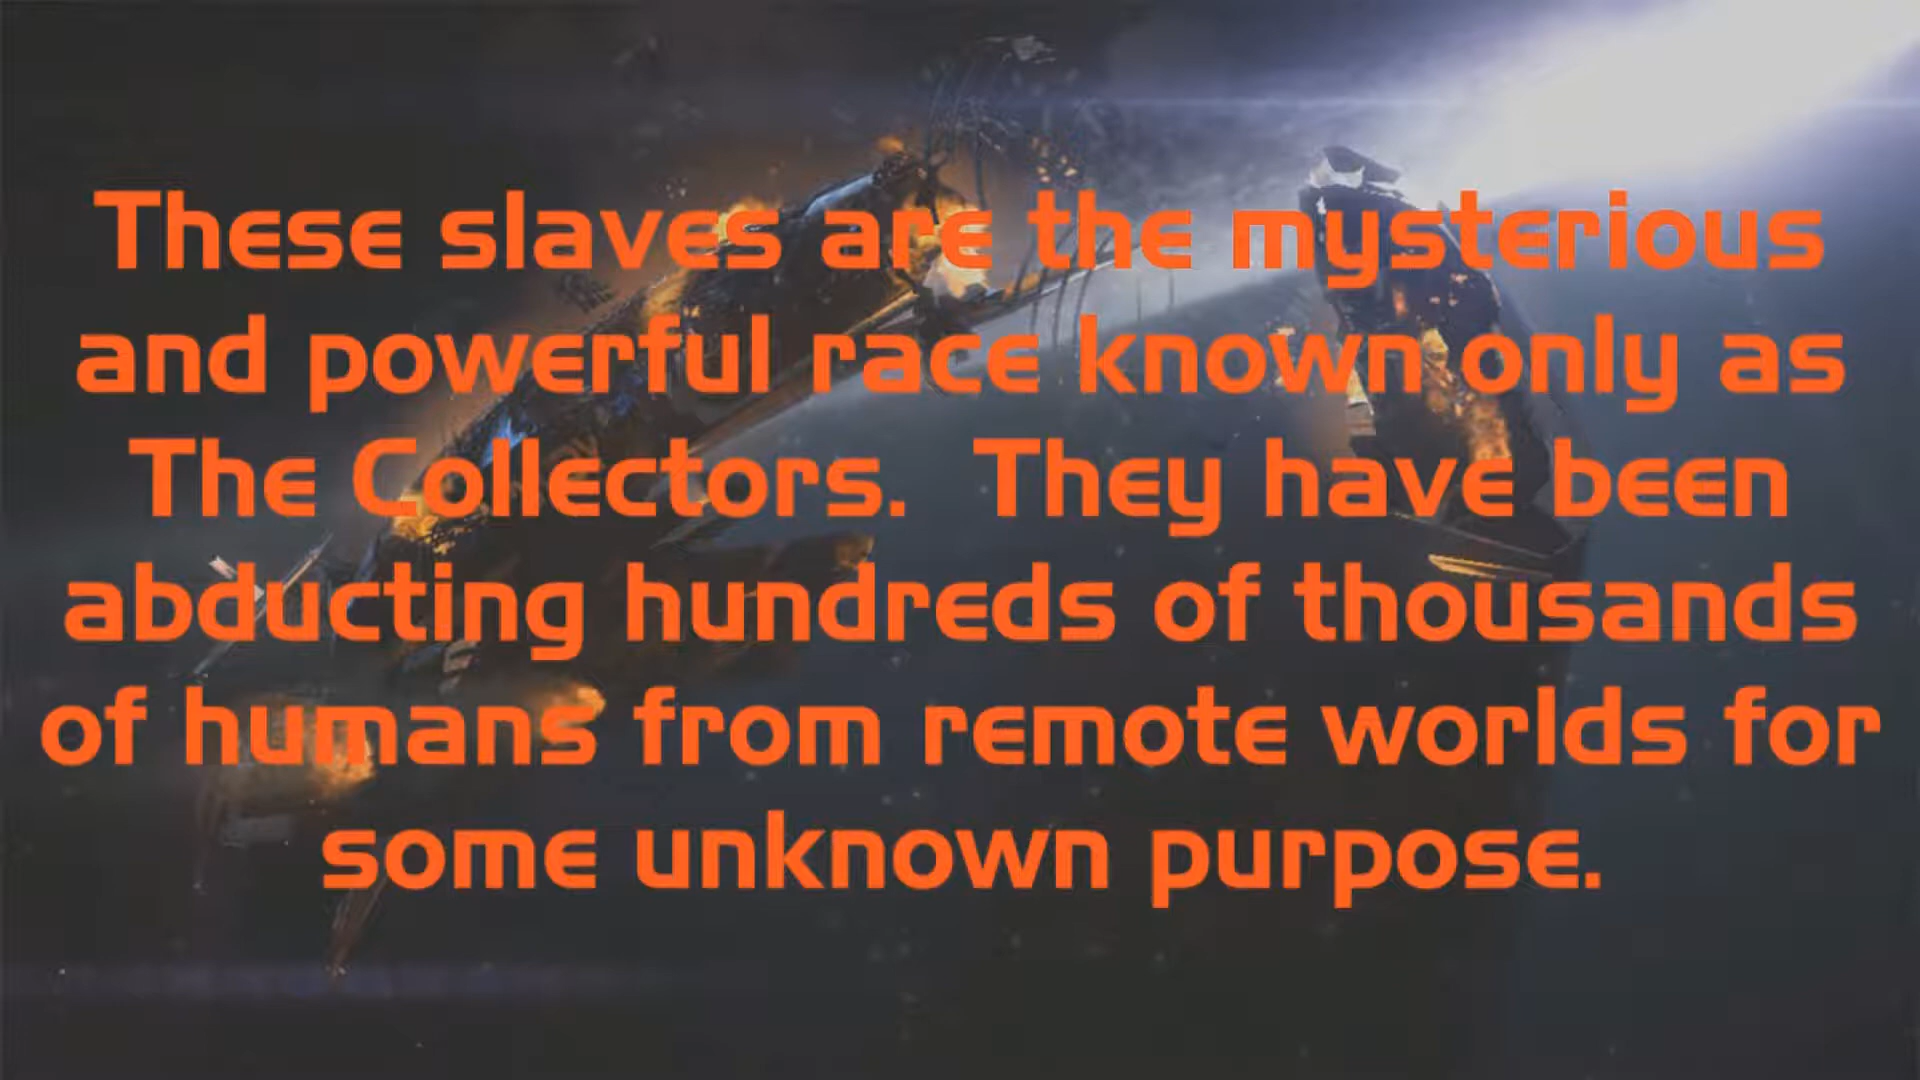 These slaves are the mysterious
and powerful race known only as
The Collectors.  They have been
abducting hundreds of thousands
of humans from remote worlds for
some unknown purpose.